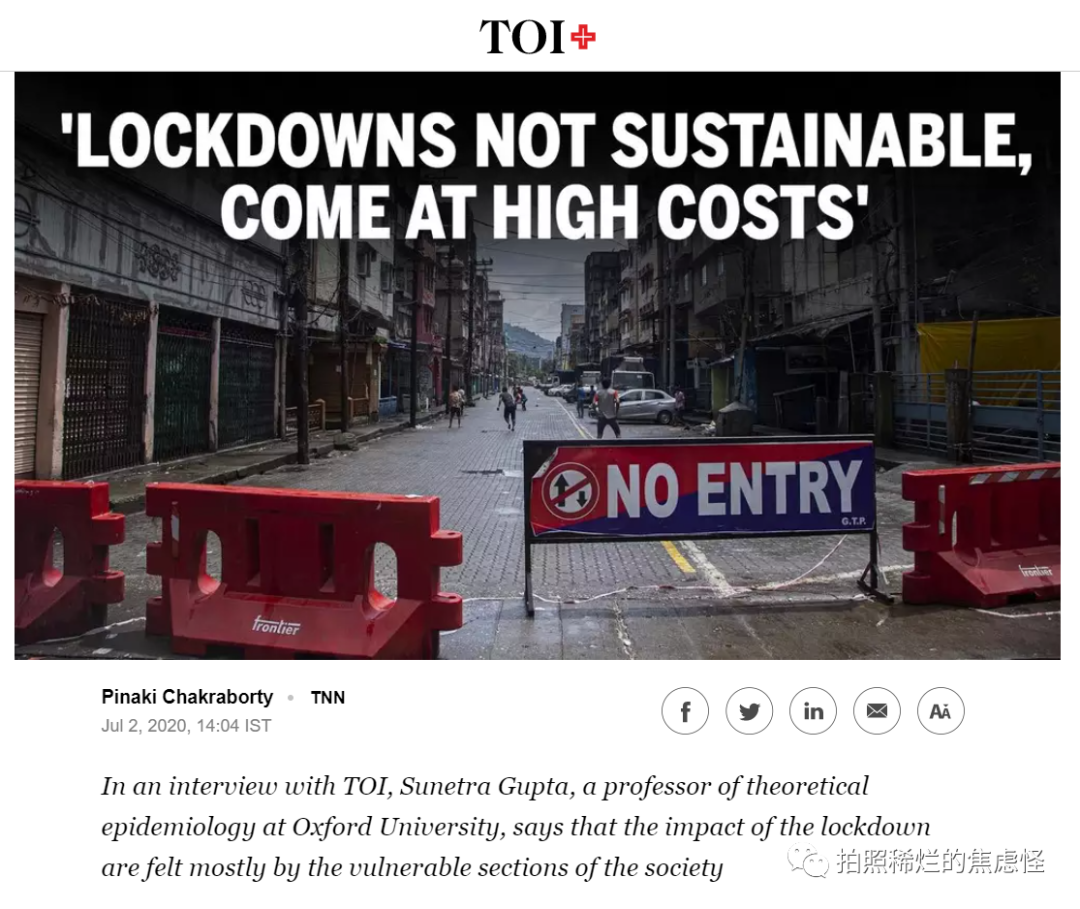 TOI+
'LOCKDOWNS NOT SUSTAINABLE,
COME AT HIGH COSTS'
NO ENTRY
G.T.P.
frontier
frontier
Pinaki Chakraborty • TNN
Jul 2, 2020, 14:04 IST
In an interview with TOI, Sunetra Gupta, a professor of theoretical
epidemiology at Oxford University, says that the impact of the lockdown
are felt mostly by the vulnerable sections of the society
拍照稀烂的焦虑怪